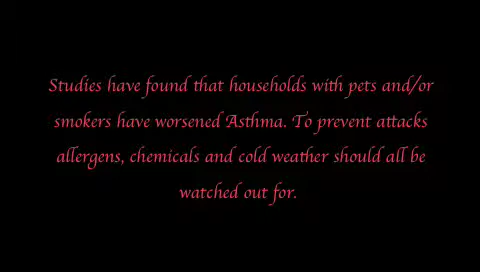 Studies have found that households with pets and/or
smokers have worsened Asthma. To prevent attacks
allergens, chemicals and cold weather should all be
watched out for.